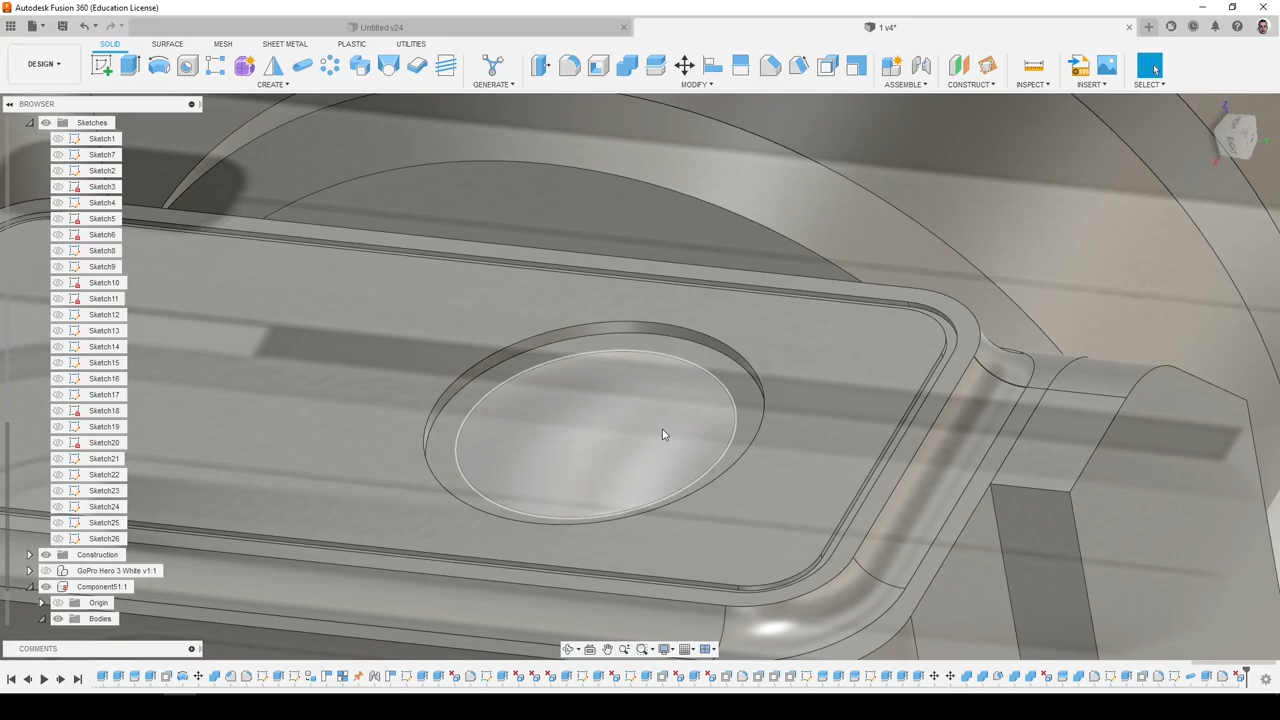 Autodesk Fusion 360 (Education License)
Untitled v24
1 v4*
SOLID SURFACE MESH SHEET METAL PLASTIC UTILITIES
DESIGN
CREATE GENERATE MODIFY ASSEMBLE CONSTRUCT INSPECT INSERT SELECT
BROWSER
Sketches
Sketch1
Sketch7
Sketch2
Sketch3
Sketch4
Sketch5
Sketch6
Sketch8
Sketch9
Sketch10
Sketch11
Sketch12
Sketch13
Sketch14
Sketch15
Sketch16
Sketch17
Sketch18
Sketch19
Sketch20
Sketch21
Sketch22
Sketch23
Sketch24
Sketch25
Sketch26
Construction
GoPro Hero 3 White v1:1
Component51:1
Origin
Bodies
COMMENTS